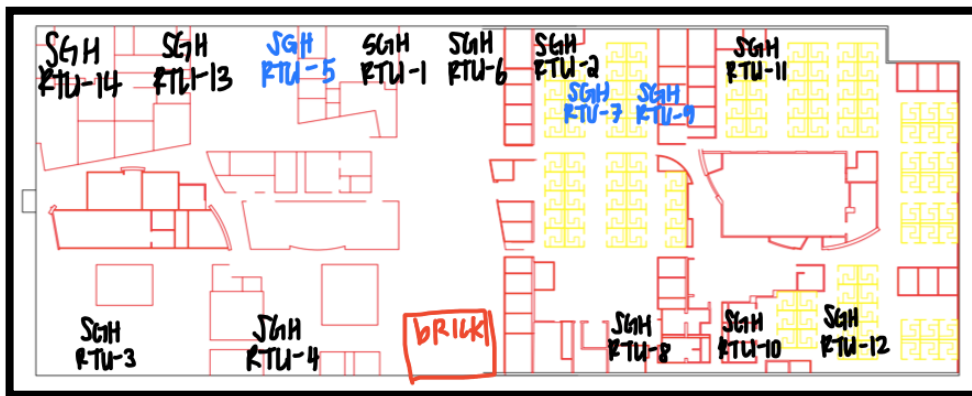 SGH
RTU-14
SGH
RTU-13
SGH
RTU-5
SGH
RTU-1
SGH
RTU-6
SGH
RTU-2
SGH
RTU-11
SGH
RTU-7
SGH
RTU-9
SGH
RTU-3
SGH
RTU-4
bRICK
SGH
RTU-8
SGH
RTU-10
SGH
RTU-12